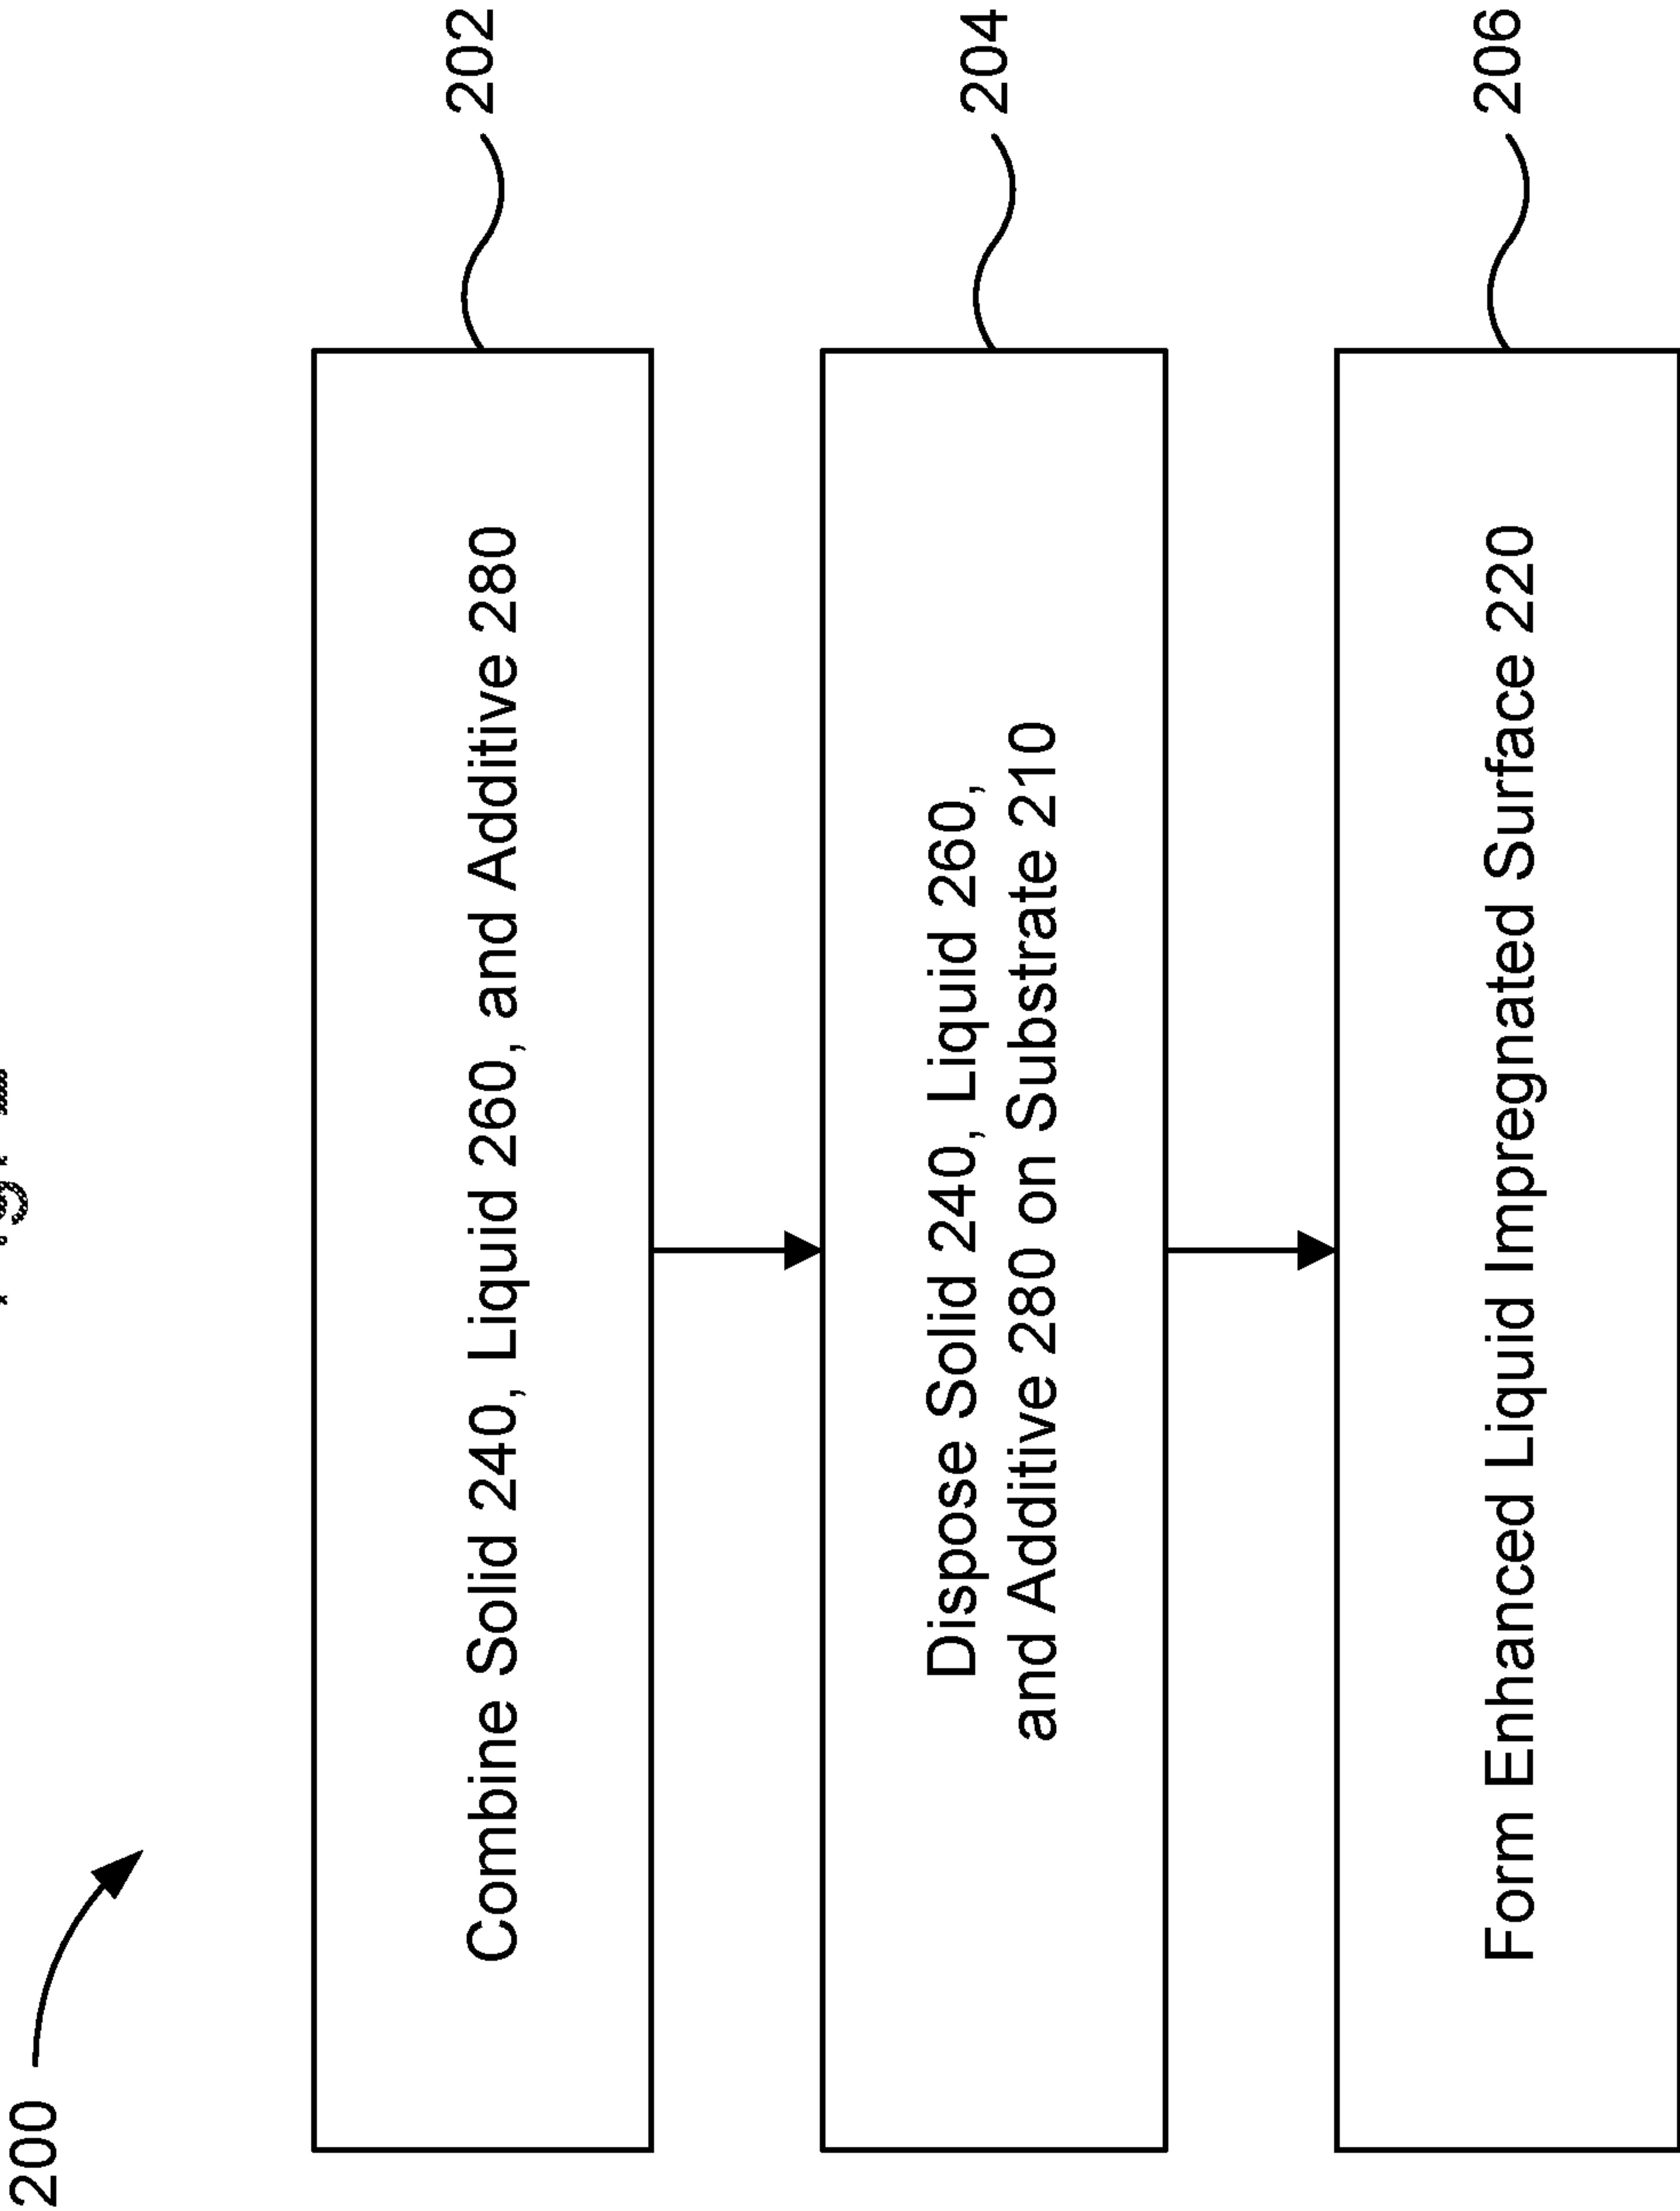 200
Combine Solid 240, Liquid 260, and Additive 280
202
Dispose Solid 240, Liquid 260,
and Additive 280 on Substrate 210
204
Form Enhanced Liquid Impregnated Surface 220
206